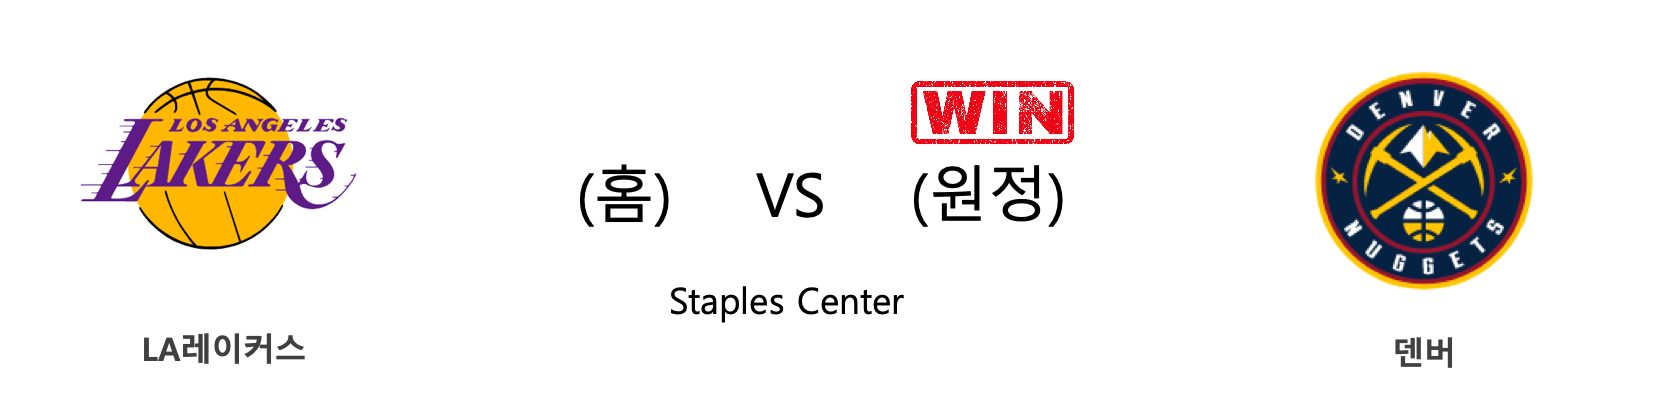 LOS ANGELES
LAKERS
WIN
(홈) VS (원정)
DENVER
NUGGETS
Staples Center
LA레이커스
덴버